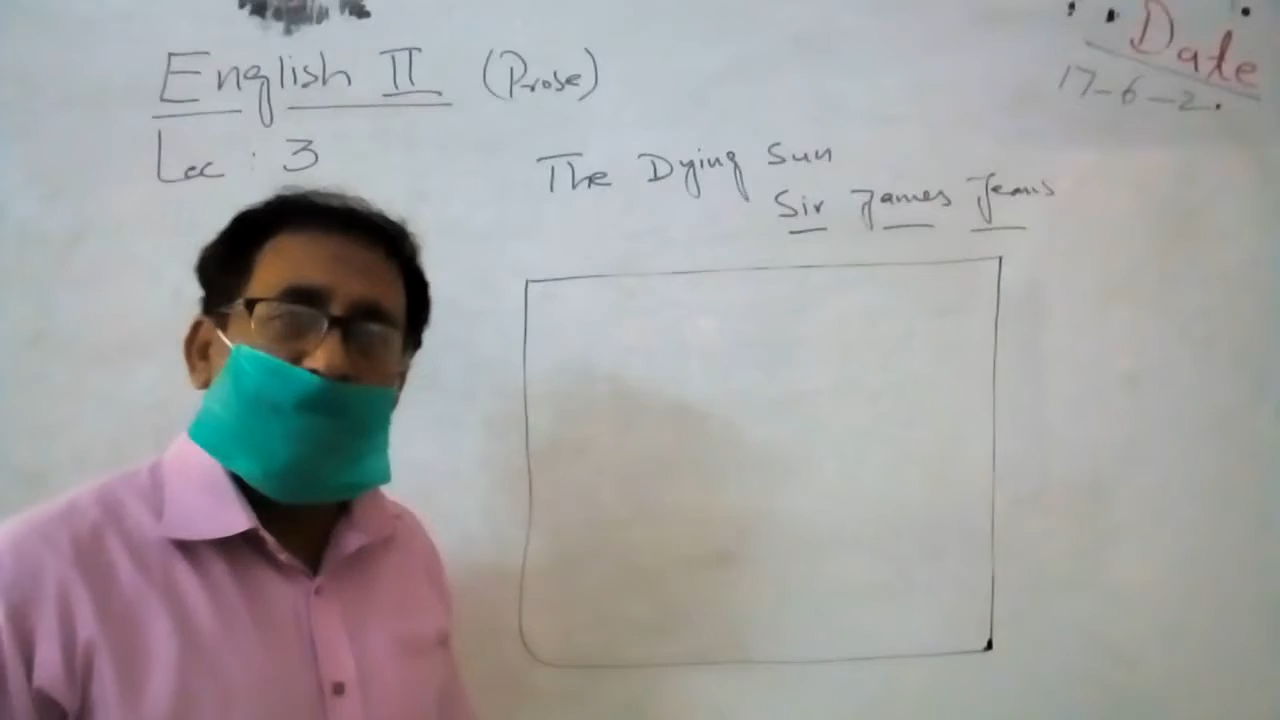 English II (Prose)
Lec : 3
The Dying Sun
Sir James Jeans
Date
17-6-2.